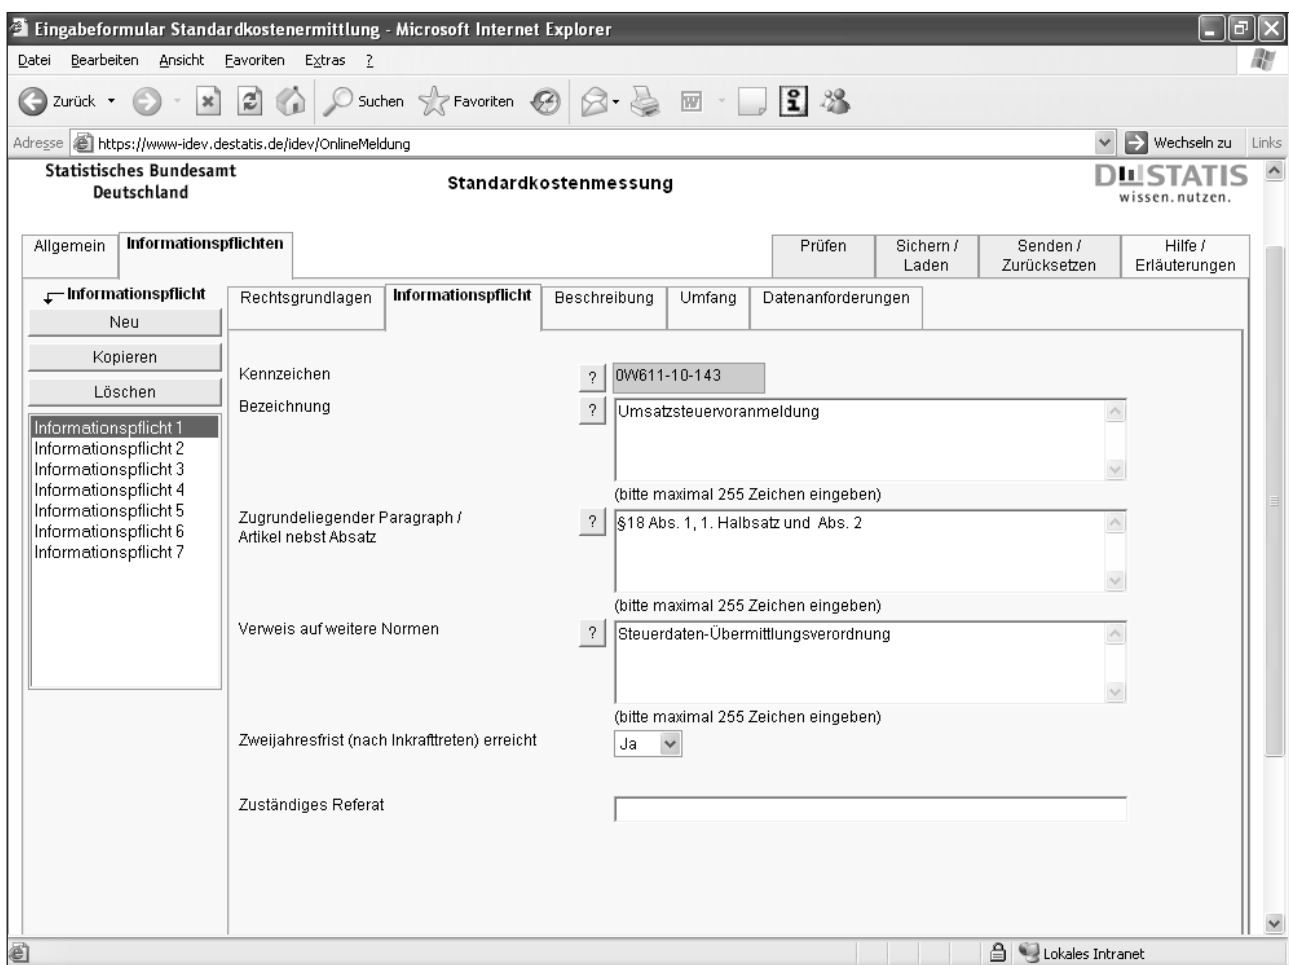 Eingabeformular Standardkostenermittlung - Microsoft Internet Explorer
Datei Bearbeiten Ansicht Favoriten Extras ?
Zurück Suchen Favoriten
Adresse https://www-idev.destatis.de/idev/OnlineMeldung Wechseln zu Links
Statistisches Bundesamt
Deutschland
Standardkostenmessung
DESTATIS
wissen.nutzen.
Allgemein Informationspflichten Prüfen Sichern / Laden Senden / Zurücksetzen Hilfe / Erläuterungen
Informationspflicht
Neu
Kopieren
Löschen
Informationspflicht 1
Informationspflicht 2
Informationspflicht 3
Informationspflicht 4
Informationspflicht 5
Informationspflicht 6
Informationspflicht 7
Rechtsgrundlagen Informationspflicht Beschreibung Umfang Datenanforderungen
Kennzeichen ? 0W611-10-143
Bezeichnung ? Umsatzsteuervoranmeldung
(bitte maximal 255 Zeichen eingeben)
Zugrundeliegender Paragraph / ? §18 Abs. 1, 1. Halbsatz und Abs. 2
Artikel nebst Absatz
(bitte maximal 255 Zeichen eingeben)
Verweis auf weitere Normen ? Steuerdaten-Übermittlungsverordnung
(bitte maximal 255 Zeichen eingeben)
Zweijahresfrist (nach Inkrafttreten) erreicht Ja
Zuständiges Referat
Lokales Intranet